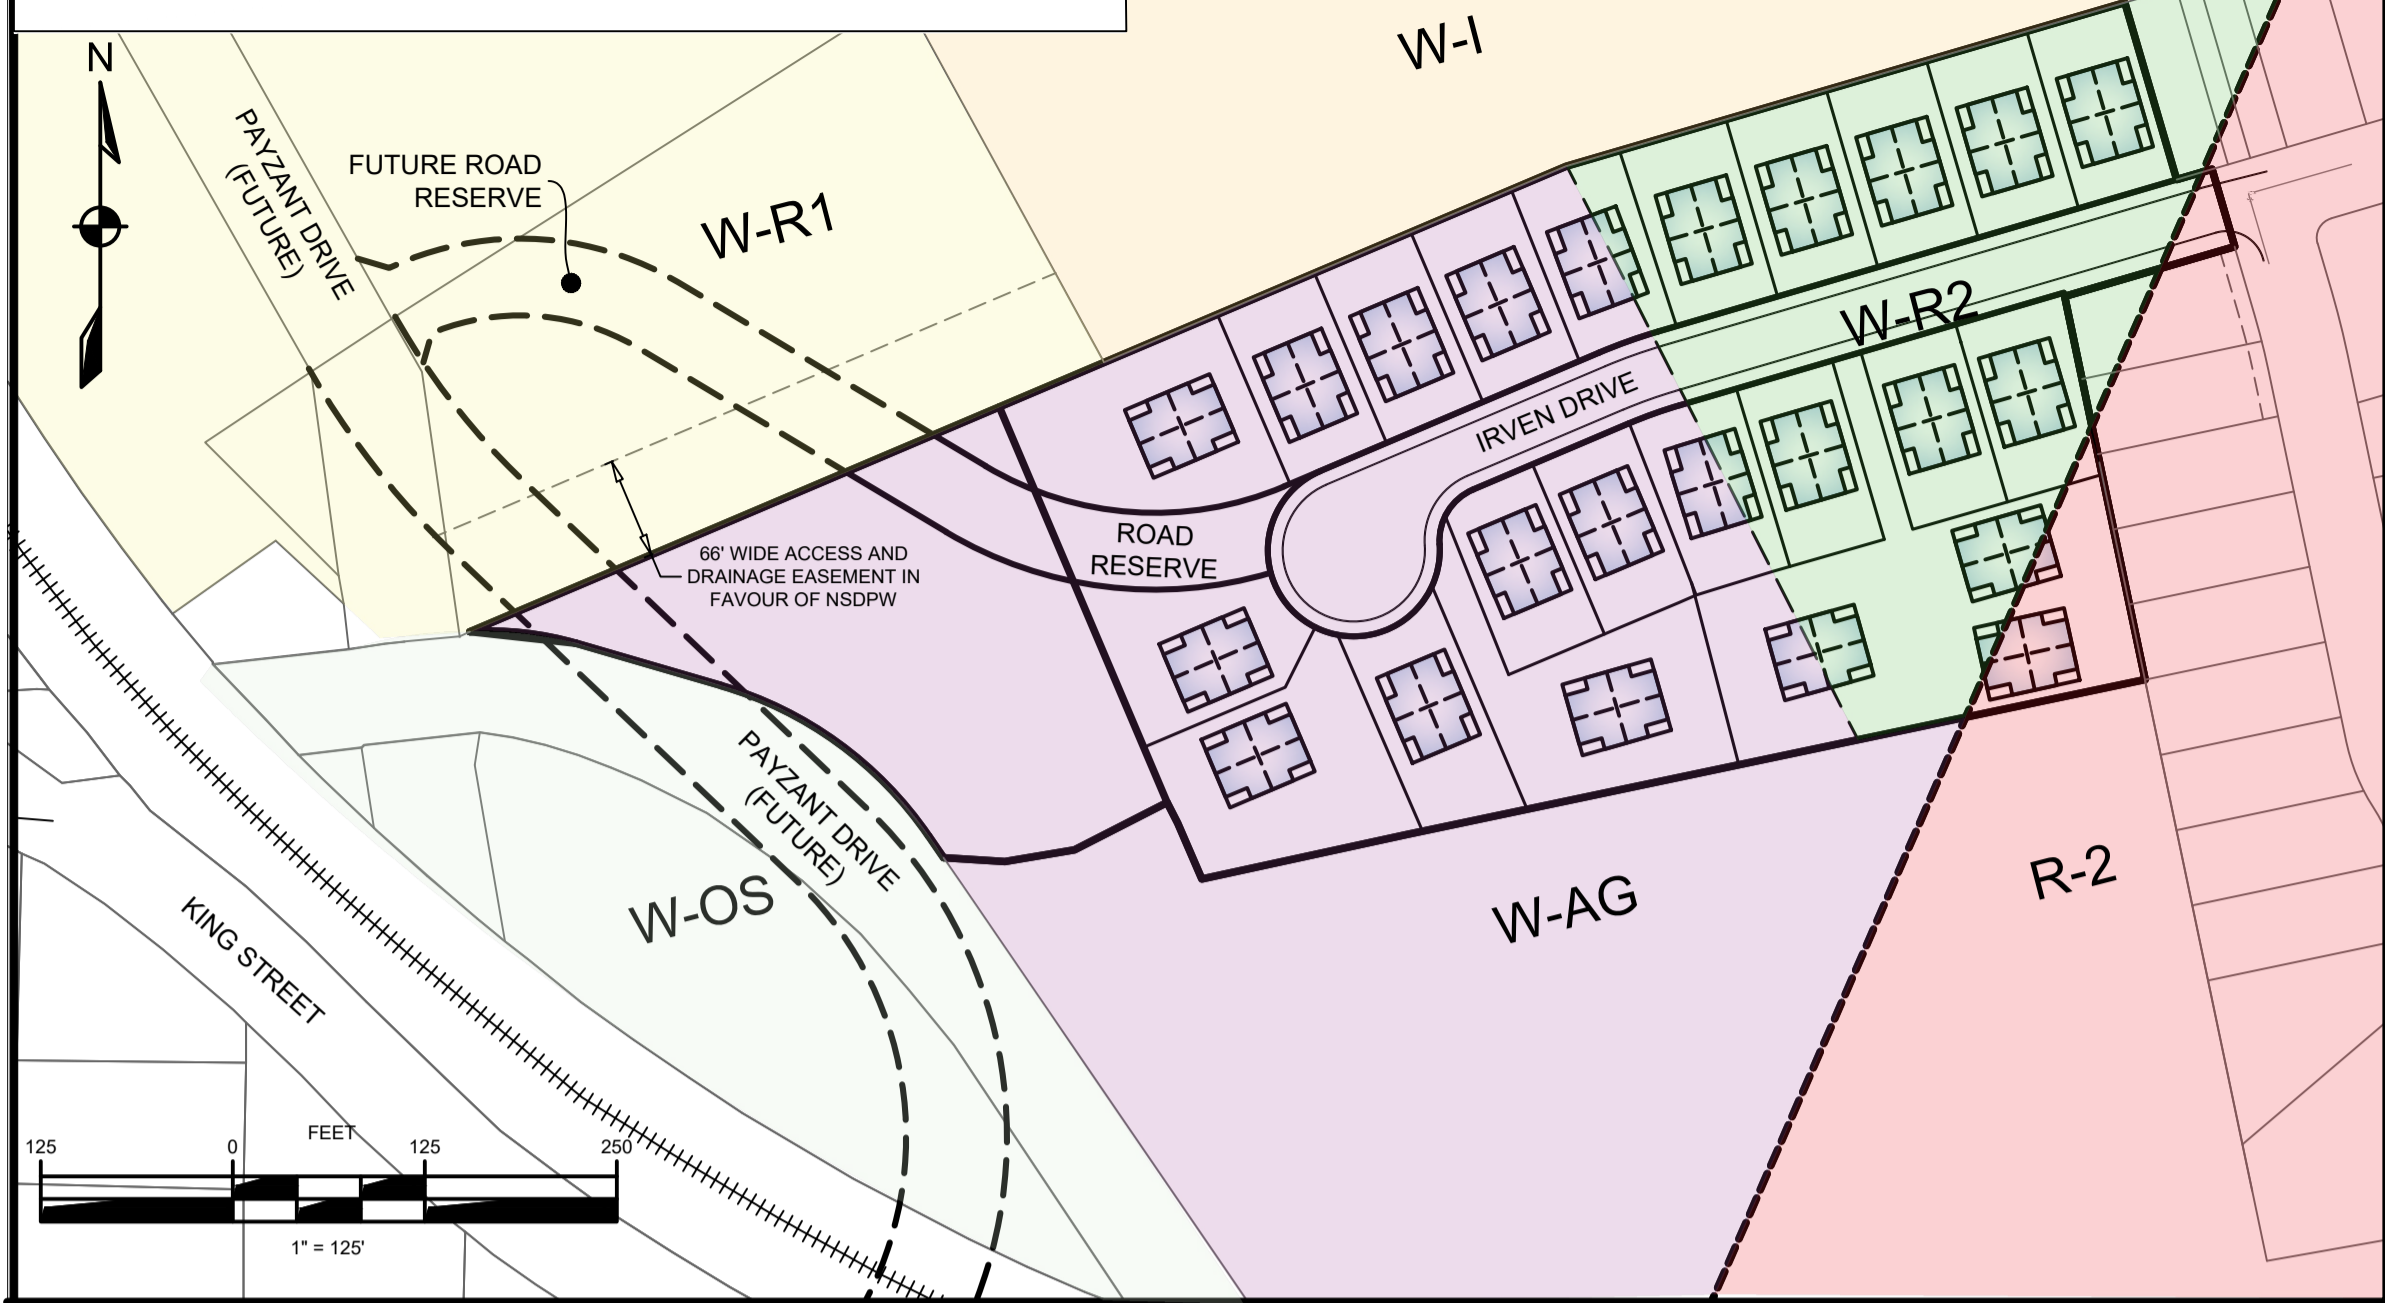 W-I
N
PAYZANT DRIVE
(FUTURE)
FUTURE ROAD
RESERVE
W-R1
W-R2
IRVEN DRIVE
ROAD
RESERVE
66' WIDE ACCESS AND
DRAINAGE EASEMENT IN
FAVOUR OF NSDPW
PAYZANT DRIVE
(FUTURE)
W-OS
W-AG
R-2
KING STREET
FEET
125 0 125 250
1" = 125'